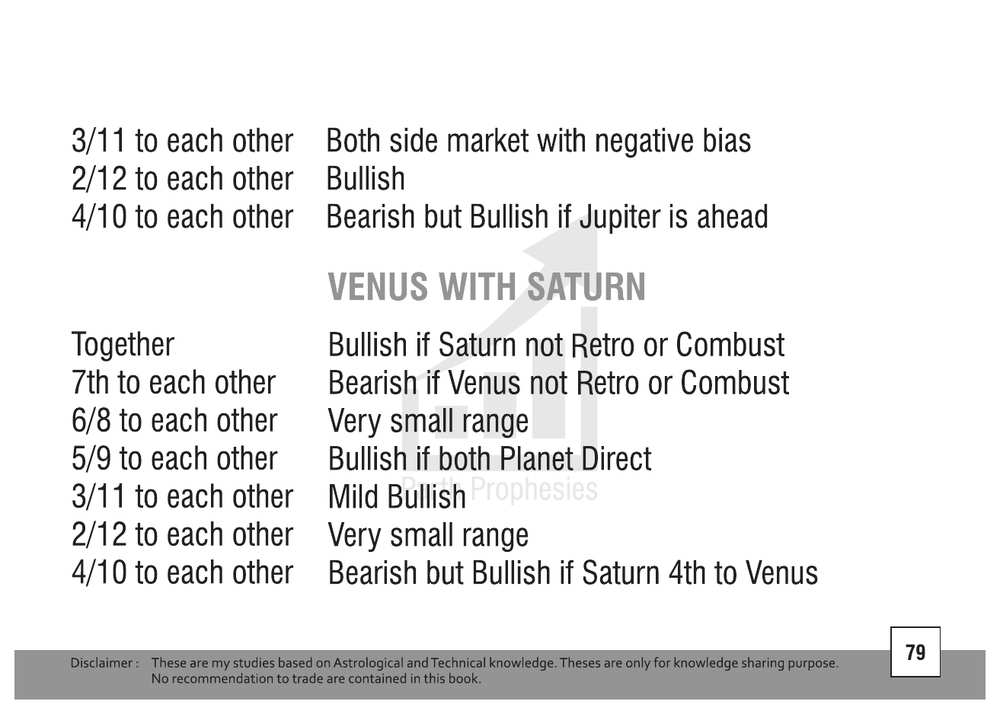 3/11 to each other Both side market with negative bias
2/12 to each other Bullish
4/10 to each other Bearish but Bullish if Jupiter is ahead
VENUS WITH SATURN
Together Bullish if Saturn not Retro or Combust
7th to each other Bearish if Venus not Retro or Combust
6/8 to each other Very small range
5/9 to each other Bullish if both Planet Direct
3/11 to each other Mild Bullish
Prophesies
2/12 to each other Very small range
4/10 to each other Bearish but Bullish if Saturn 4th to Venus
Disclaimer : These are my studies based on Astrological and Technical knowledge. Theses are only for knowledge sharing purpose.
No recommendation to trade are contained in this book.
79